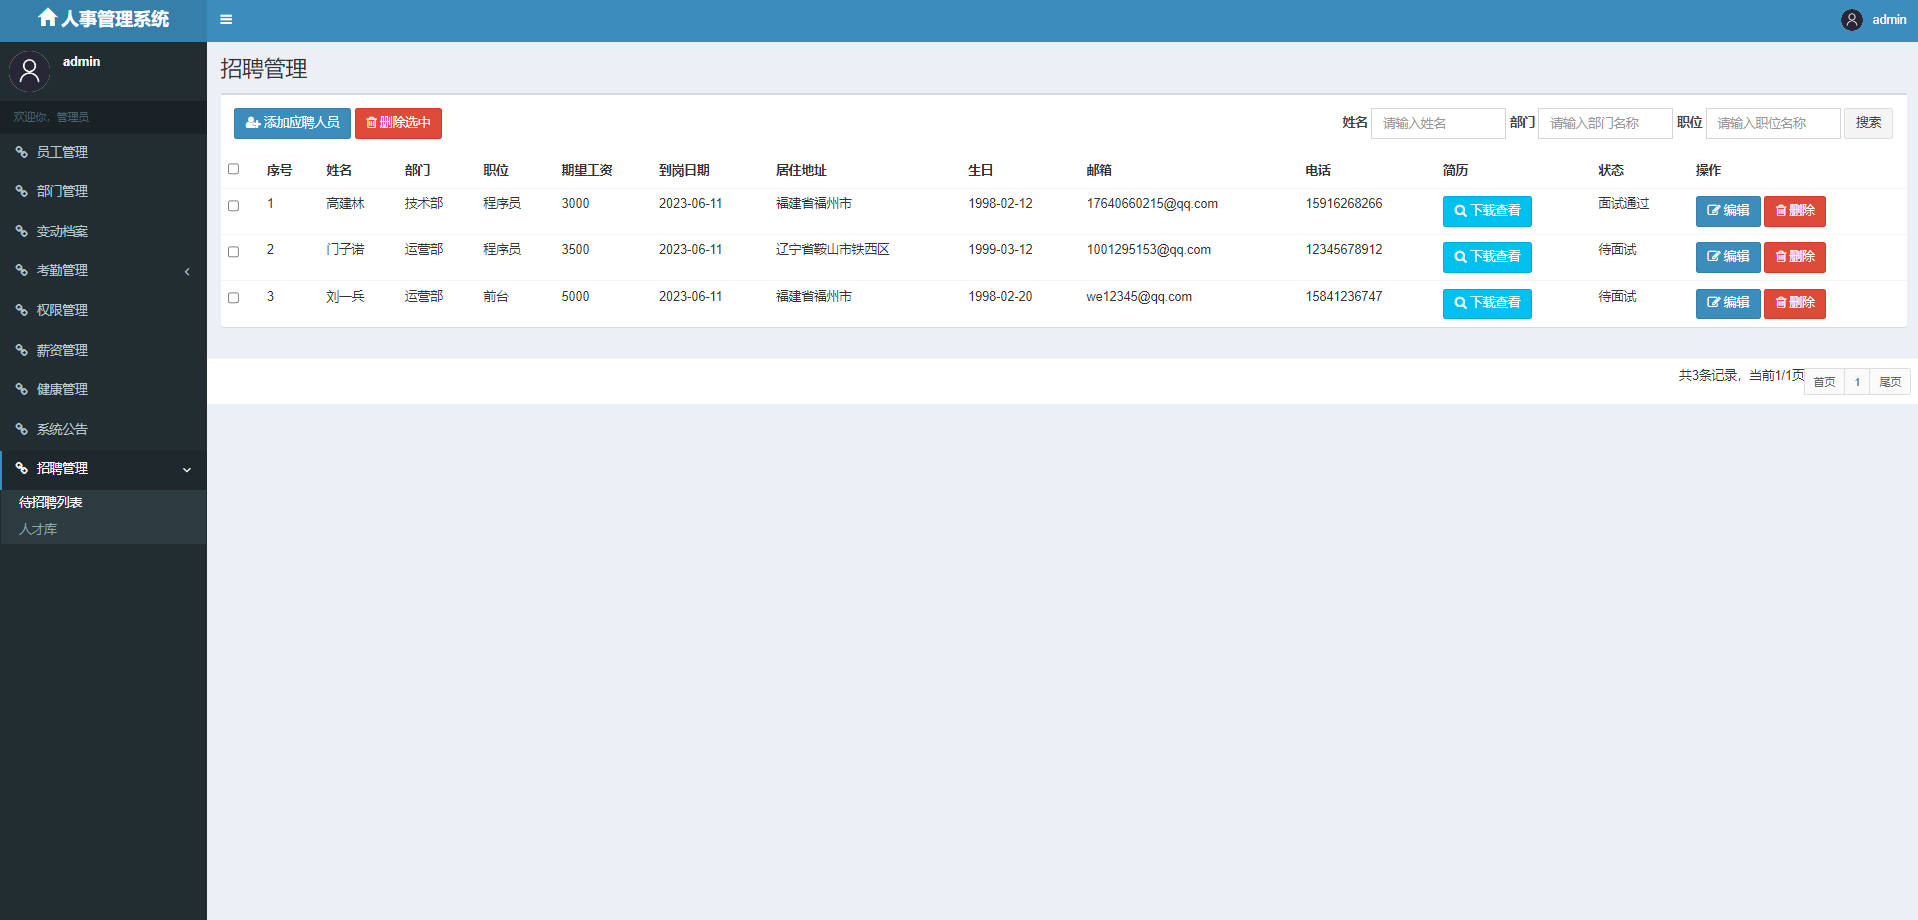 人事管理系统
admin
admin
欢迎你，管理员
员工管理
部门管理
变动档案
考勤管理
权限管理
薪资管理
健康管理
系统公告
招聘管理
待招聘列表
人才库
招聘管理
添加应聘人员 删除选中 姓名 请输入姓名 部门 请输入部门名称 职位 请输入职位名称 搜索
序号 姓名 部门 职位 期望工资 到岗日期 居住地址 生日 邮箱 电话 简历 状态 操作
1 高建林 技术部 程序员 3000 2023-06-11 福建省福州市 1998-02-12 17640660215@qq.com 15916268266 下载查看 面试通过 编辑 删除
2 门子诺 运营部 程序员 3500 2023-06-11 辽宁省鞍山市铁西区 1999-03-12 1001295153@qq.com 12345678912 下载查看 待面试 编辑 删除
3 刘一兵 运营部 前台 5000 2023-06-11 福建省福州市 1998-02-20 we12345@qq.com 15841236747 下载查看 待面试 编辑 删除
共3条记录，当前1/1页 首页 1 尾页